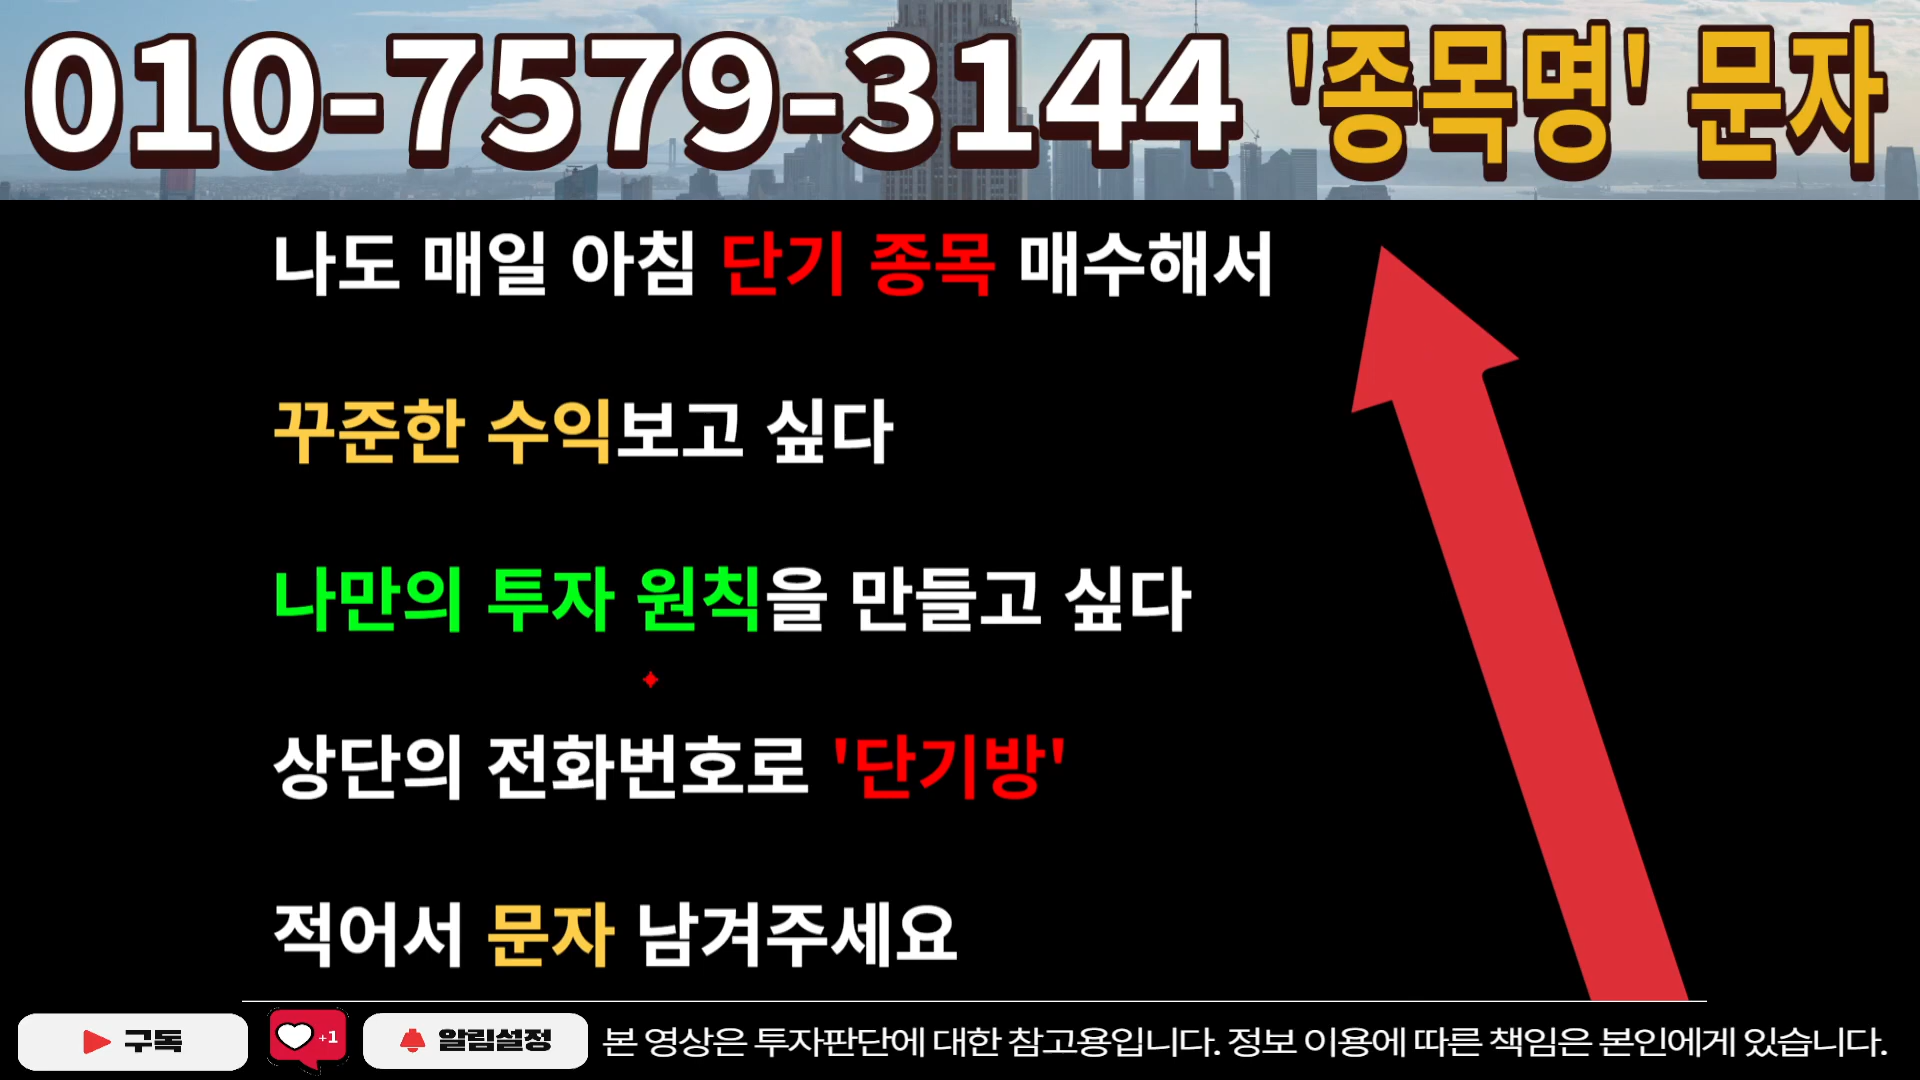 010-7579-3144 '종목명' 문자
나도 매일 아침 단기 종목 매수해서
꾸준한 수익보고 싶다
나만의 투자 원칙을 만들고 싶다
상단의 전화번호로 '단기방'
적어서 문자 남겨주세요
구독 +1 알림설정 본 영상은 투자판단에 대한 참고용입니다. 정보 이용에 따른 책임은 본인에게 있습니다.